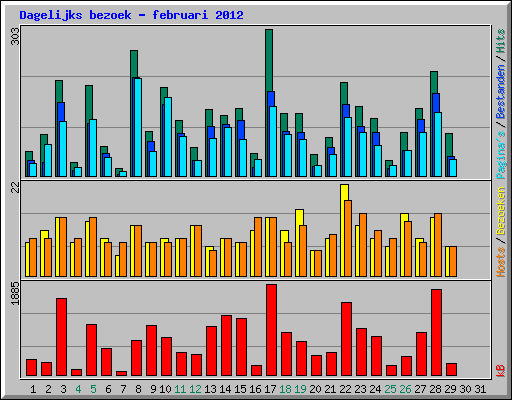 Dagelijks bezoek - februari 2012
303
22
1885
Hosts / Bezoeken Pagina's / Bestanden / Hits
kB
1 2 3 4 5 6 7 8 9 10 11 12 13 14 15 16 17 18 19 20 21 22 23 24 25 26 27 28 29 30 31